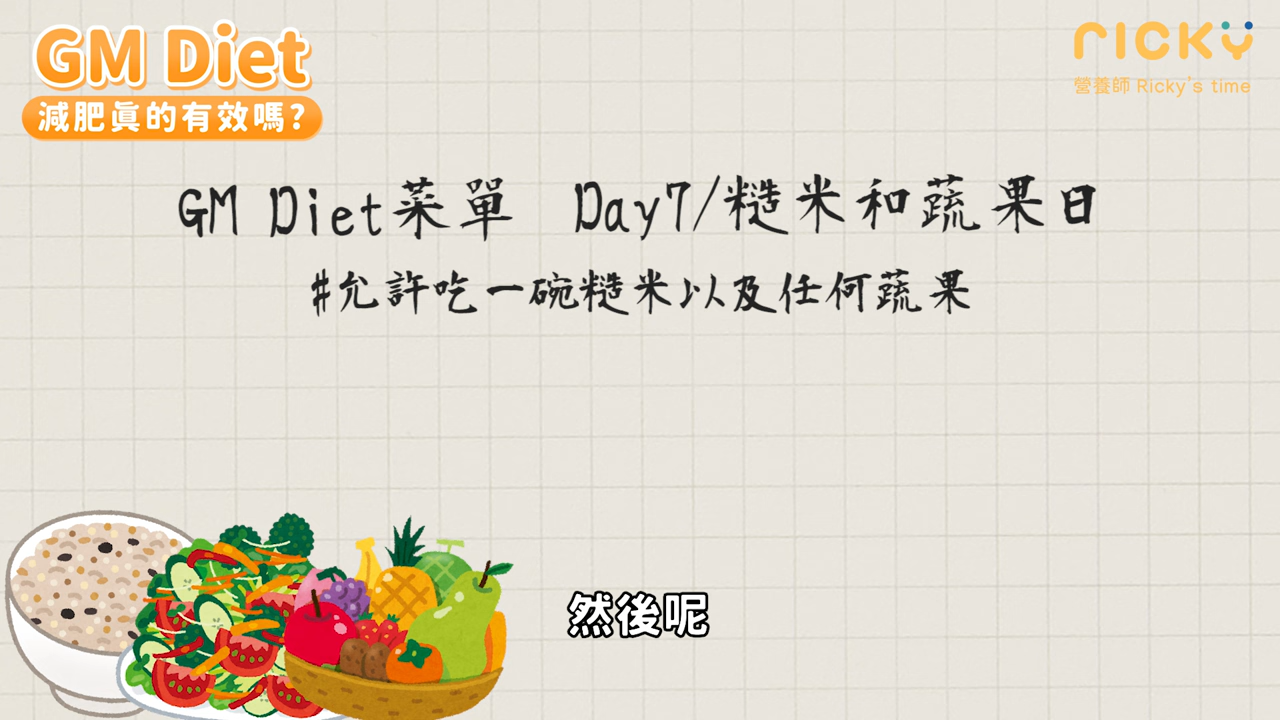 GM Diet
減肥真的有效嗎?
ricky
營養師 Ricky's time
GM Diet菜單 Day7/糙米和蔬果日
#允許吃一碗糙米以及任何蔬果
然後呢